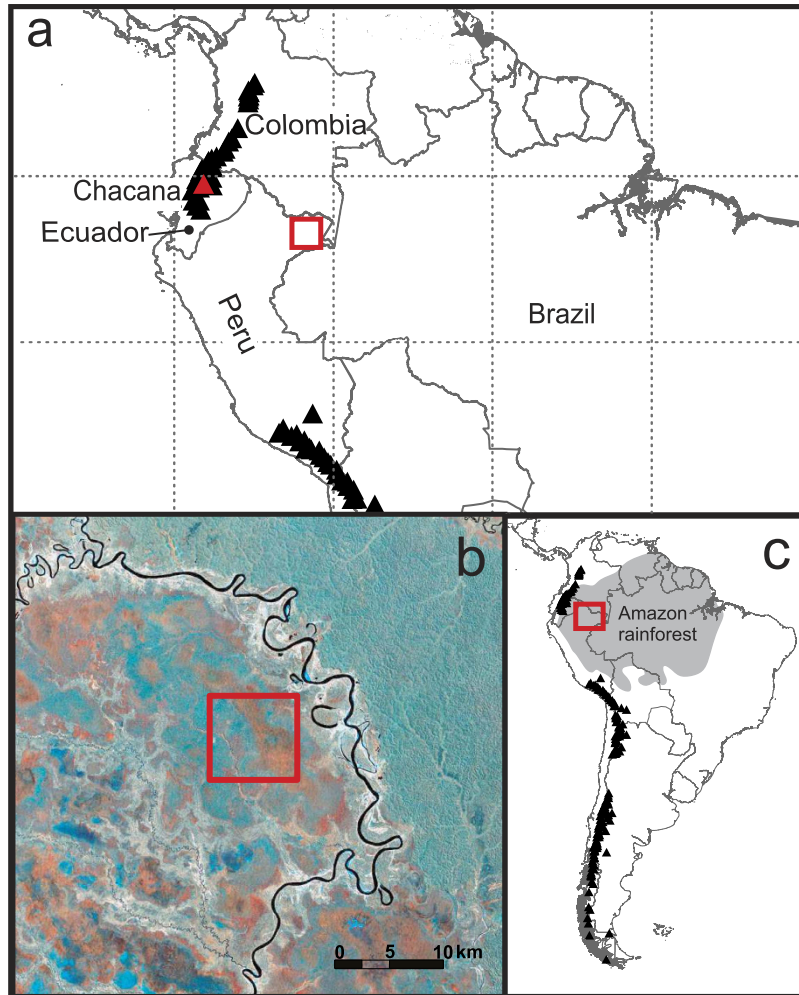 a
Colombia
Chacana
Ecuador
Peru
Brazil
b
0 5 10 km
c
Amazon
rainforest